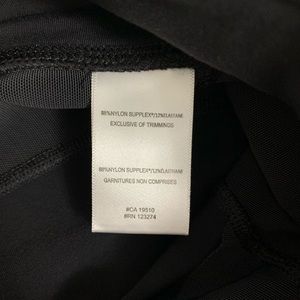 88%NYLON SUPPLEX®/12%ELASTANE
EXCLUSIVE OF TRIMMINGS
88%NYLON SUPPLEX®/12%ELASTHANE
GARNITURES NON COMPRISES
#CA 19510
#RN 123274